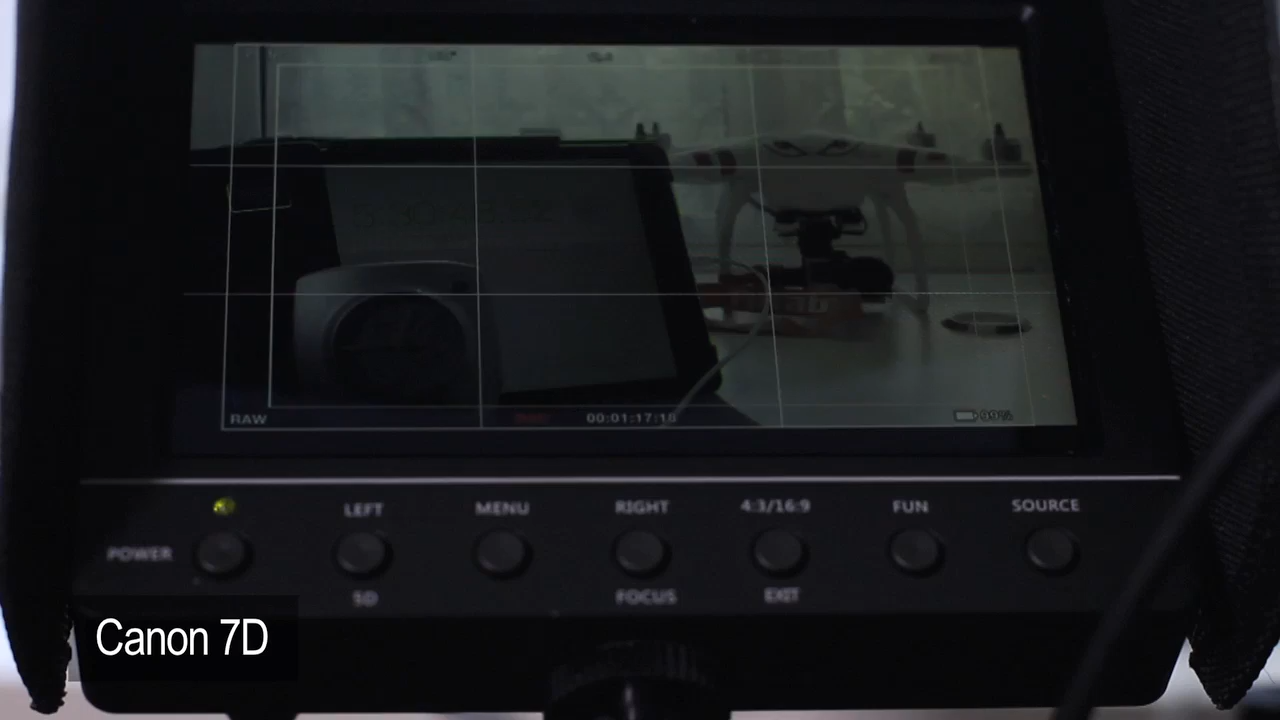 RAW
00:01:17:18
99%
LEFT
MENU
RIGHT
4:3/16:9
FUN
SOURCE
POWER
SD
FOCUS
EXIT
Canon 7D